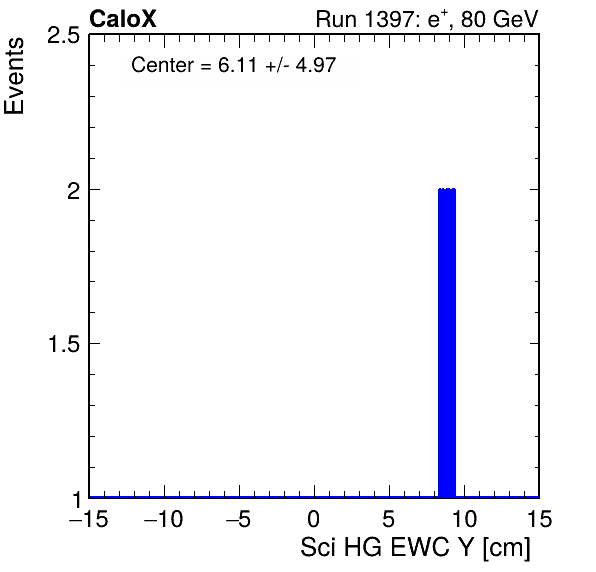 CaloX Run 1397: e⁺, 80 GeV
Events
Center = 6.11 +/- 4.97
2.5
2
1.5
1
−15 −10 −5 0 5 10 15
Sci HG EWC Y [cm]